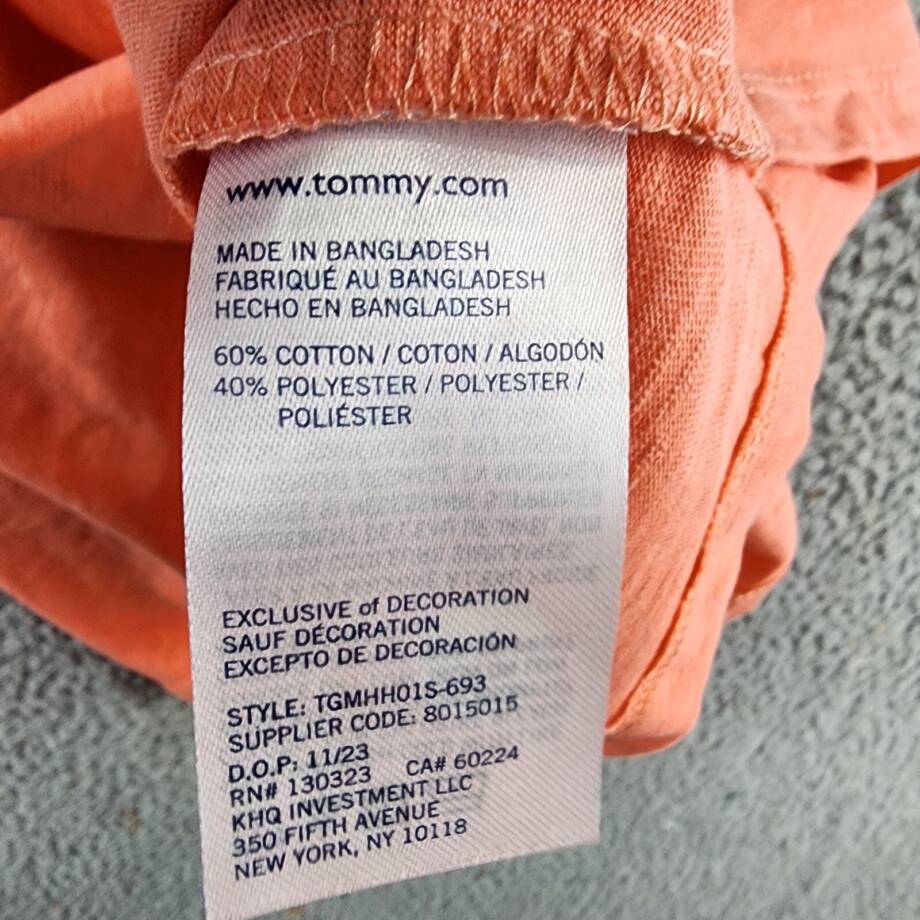 www.tommy.com
MADE IN BANGLADESH
FABRIQUÉ AU BANGLADESH
HECHO EN BANGLADESH
60% COTTON / COTON / ALGODÓN
40% POLYESTER / POLYESTER /
POLIÉSTER
EXCLUSIVE of DECORATION
SAUF DÉCORATION
EXCEPTO DE DECORACIÓN
STYLE: TGMHH01S-693
SUPPLIER CODE: 8015015
D.O.P: 11/23
RN# 130323 CA# 60224
KHQ INVESTMENT LLC
350 FIFTH AVENUE
NEW YORK, NY 10118